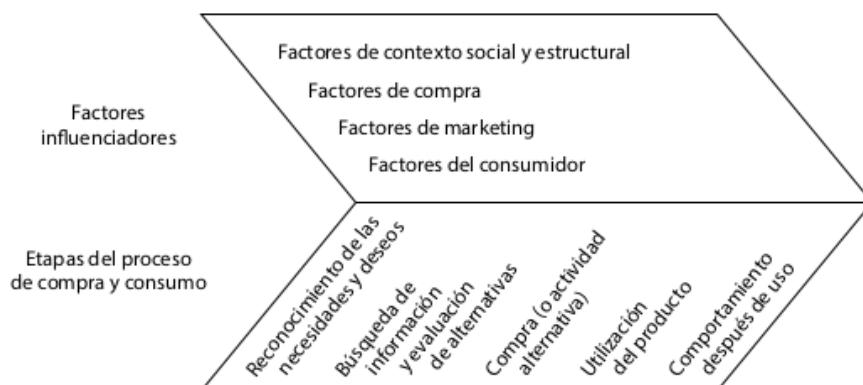 Factores de contexto social y estructural
Factores de compra
Factores de marketing
Factores del consumidor
Factores
influenciadores
Etapas del proceso
de compra y consumo
Reconocimiento de las
necesidades y deseos
Búsqueda de
información
y evaluación
de alternativas
Compra (o actividad
alternativa)
Utilización
del producto
Comportamiento
después de uso